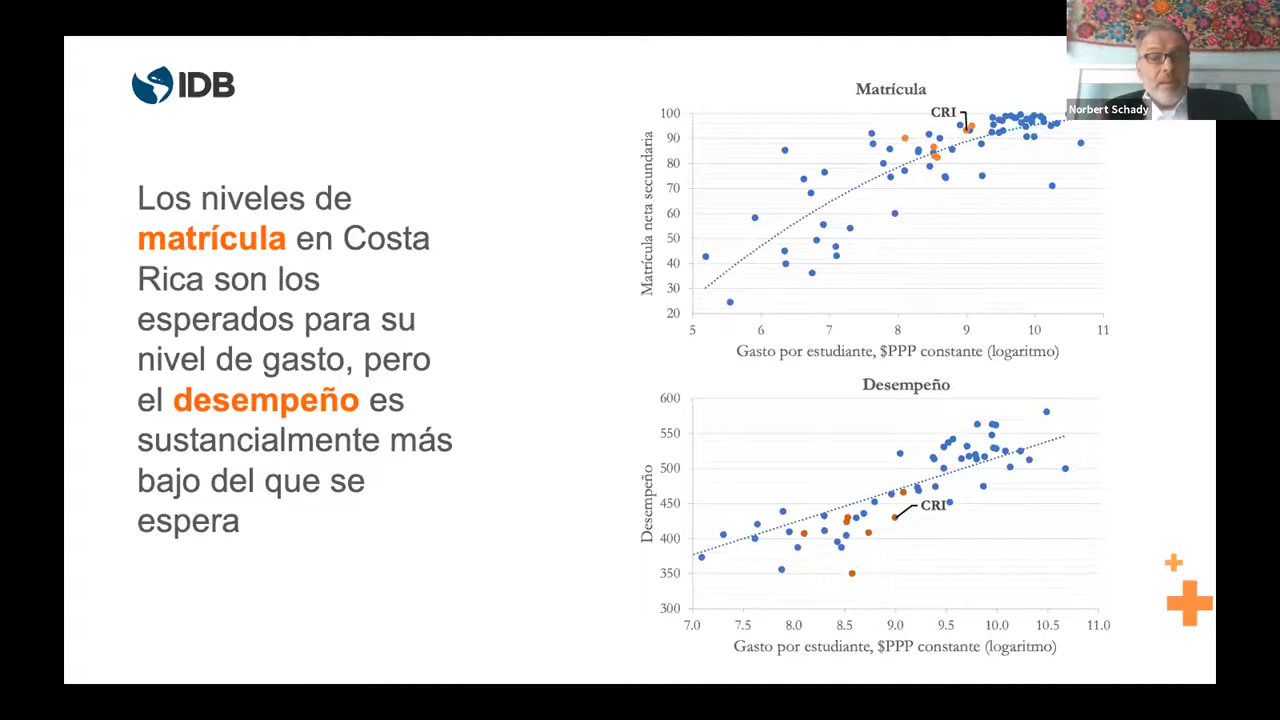 IDB
Los niveles de
matrícula en Costa
Rica son los
esperados para su
nivel de gasto, pero
el desempeño es
sustancialmente más
bajo del que se
espera
Matrícula
CRI
Matrícula neta secundaria
100
90
80
70
60
50
40
30
20
5 6 7 8 9 10 11
Gasto por estudiante, $PPP constante (logaritmo)
Desempeño
CRI
Desempeño
600
550
500
450
400
350
300
7.0 7.5 8.0 8.5 9.0 9.5 10.0 10.5 11.0
Gasto por estudiante, $PPP constante (logaritmo)
Norbert Schady